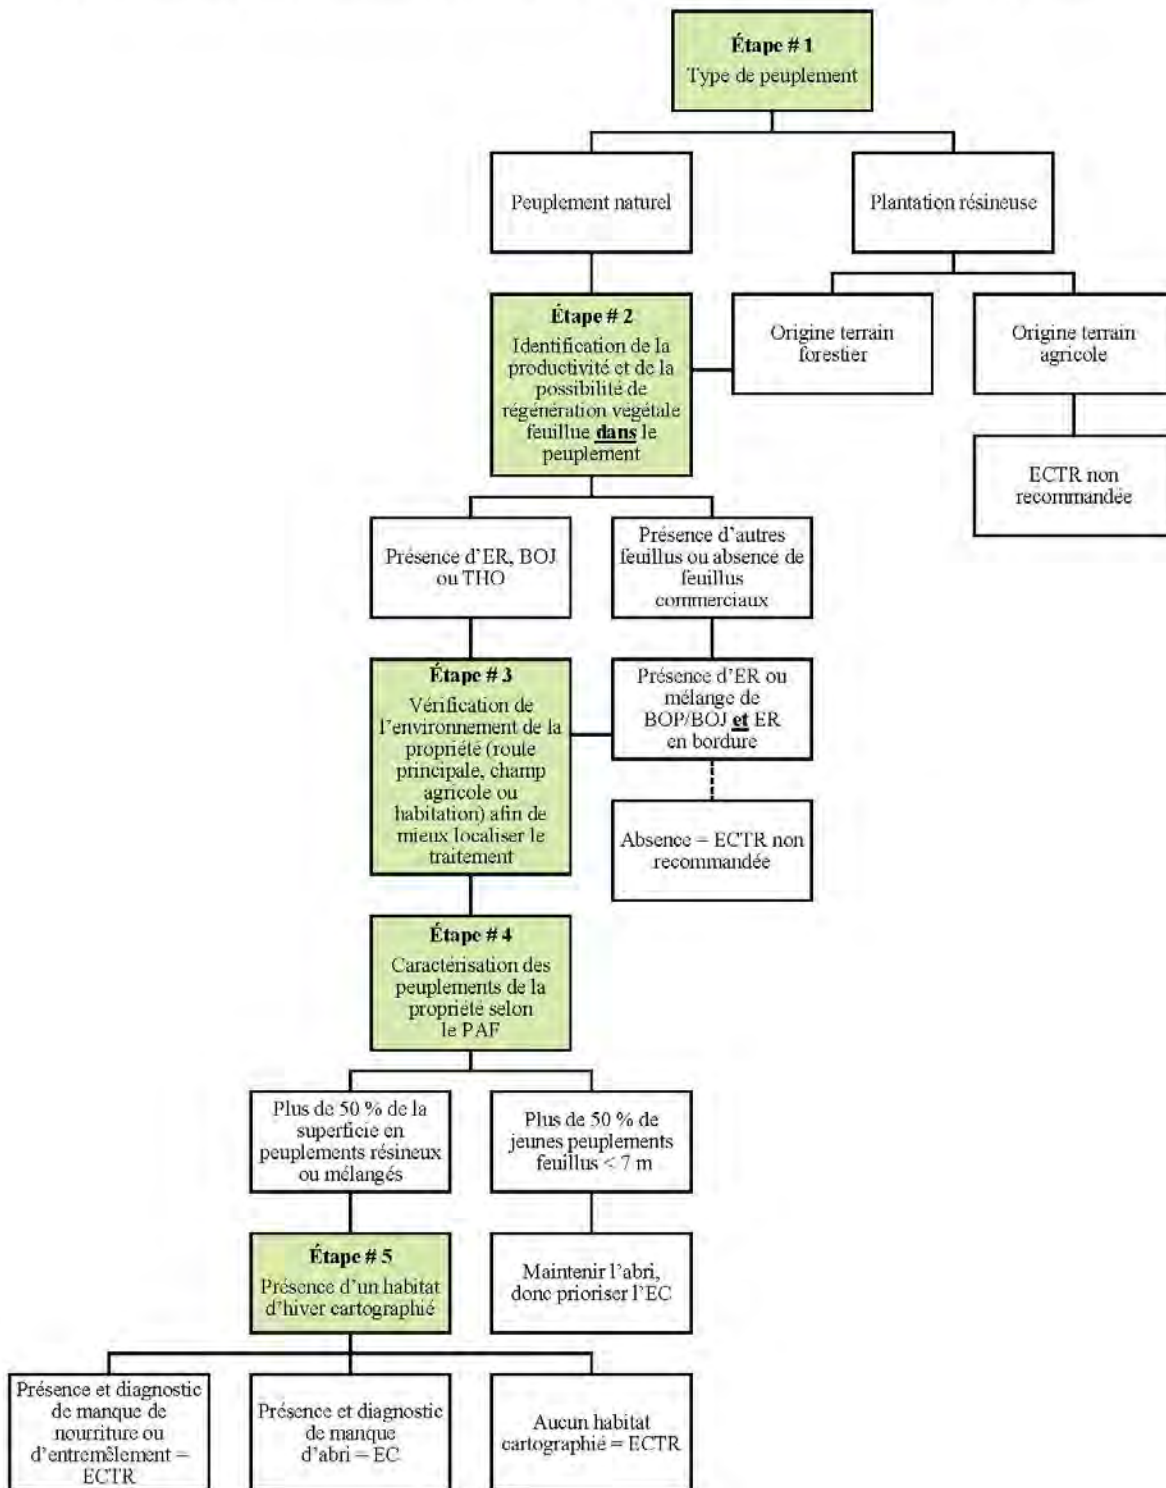 Étape # 1
Type de peuplement
Peuplement naturel
Plantation résineuse
Étape # 2
Identification de la
productivité et de la
possibilité de
régénération végétale
feuillue dans le
peuplement
Origine terrain
forestier
Origine terrain
agricole
ECTR non
recommandée
Présence d'ER, BOJ
ou THO
Présence d'autres
feuillus ou absence de
feuillus
commerciaux
Étape # 3
Vérification de
l'environnement de la
propriété (route
principale, champ
agricole ou
habitation) afin de
mieux localiser le
traitement
Présence d'ER ou
mélange de
BOP/BOJ et ER
en bordure
Absence = ECTR non
recommandée
Étape # 4
Caractérisation des
peuplements de la
propriété selon
le PAF
Plus de 50 % de la
superficie en
peuplements résineux
ou mélangés
Plus de 50 % de
jeunes peuplements
feuillus < 7 m
Étape # 5
Présence d'un habitat
d'hiver cartographié
Maintenir l'abri,
donc prioriser l'EC
Présence et diagnostic
de manque de
nourriture ou
d'entremêlement =
ECTR
Présence et diagnostic
de manque
d'abri = EC
Aucun habitat
cartographié = ECTR